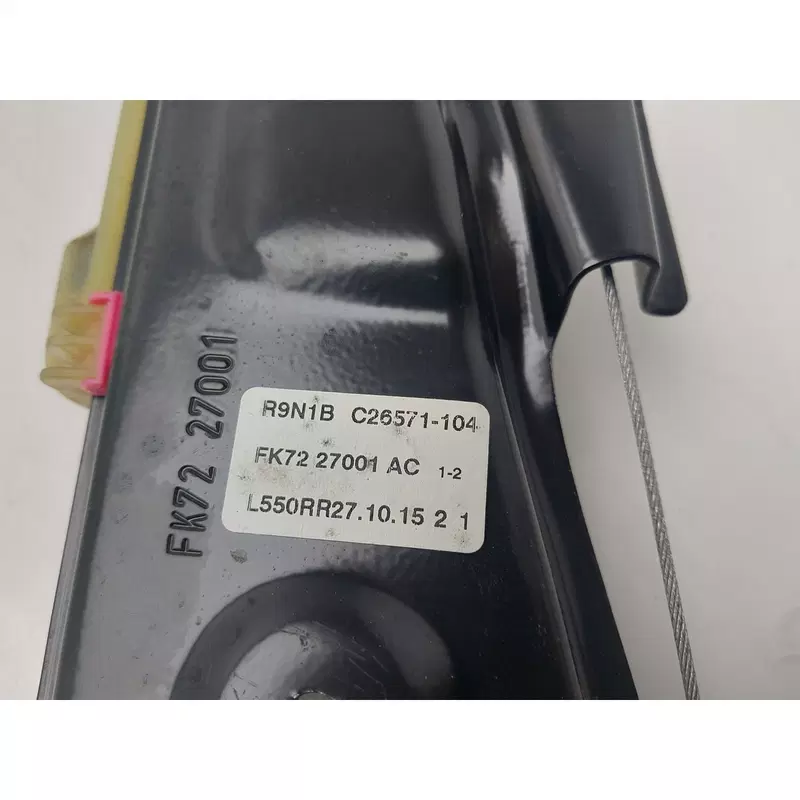 FK72 27001
R9N1B C26571-104
FK72 27001 AC 1-2
L550RR27.10.15 2 1